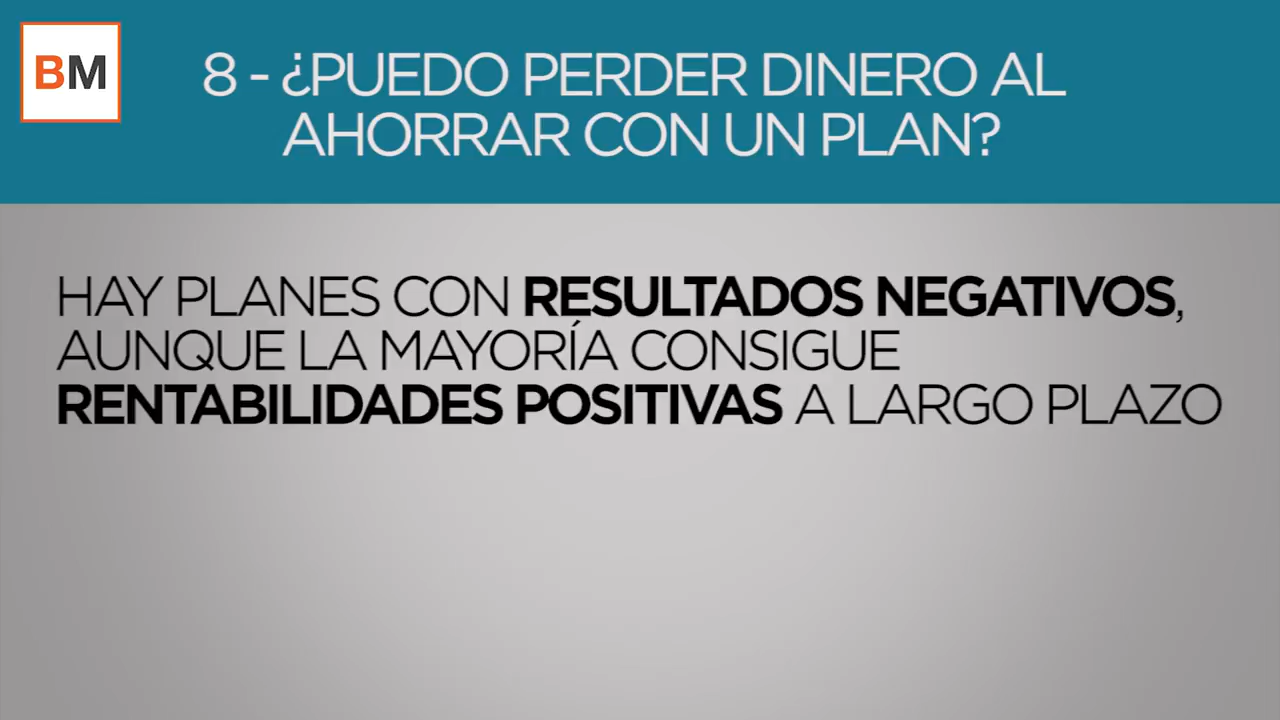 BM
8 - ¿PUEDO PERDER DINERO AL
AHORRAR CON UN PLAN?
HAY PLANES CON RESULTADOS NEGATIVOS,
AUNQUE LA MAYORÍA CONSIGUE
RENTABILIDADES POSITIVAS A LARGO PLAZO